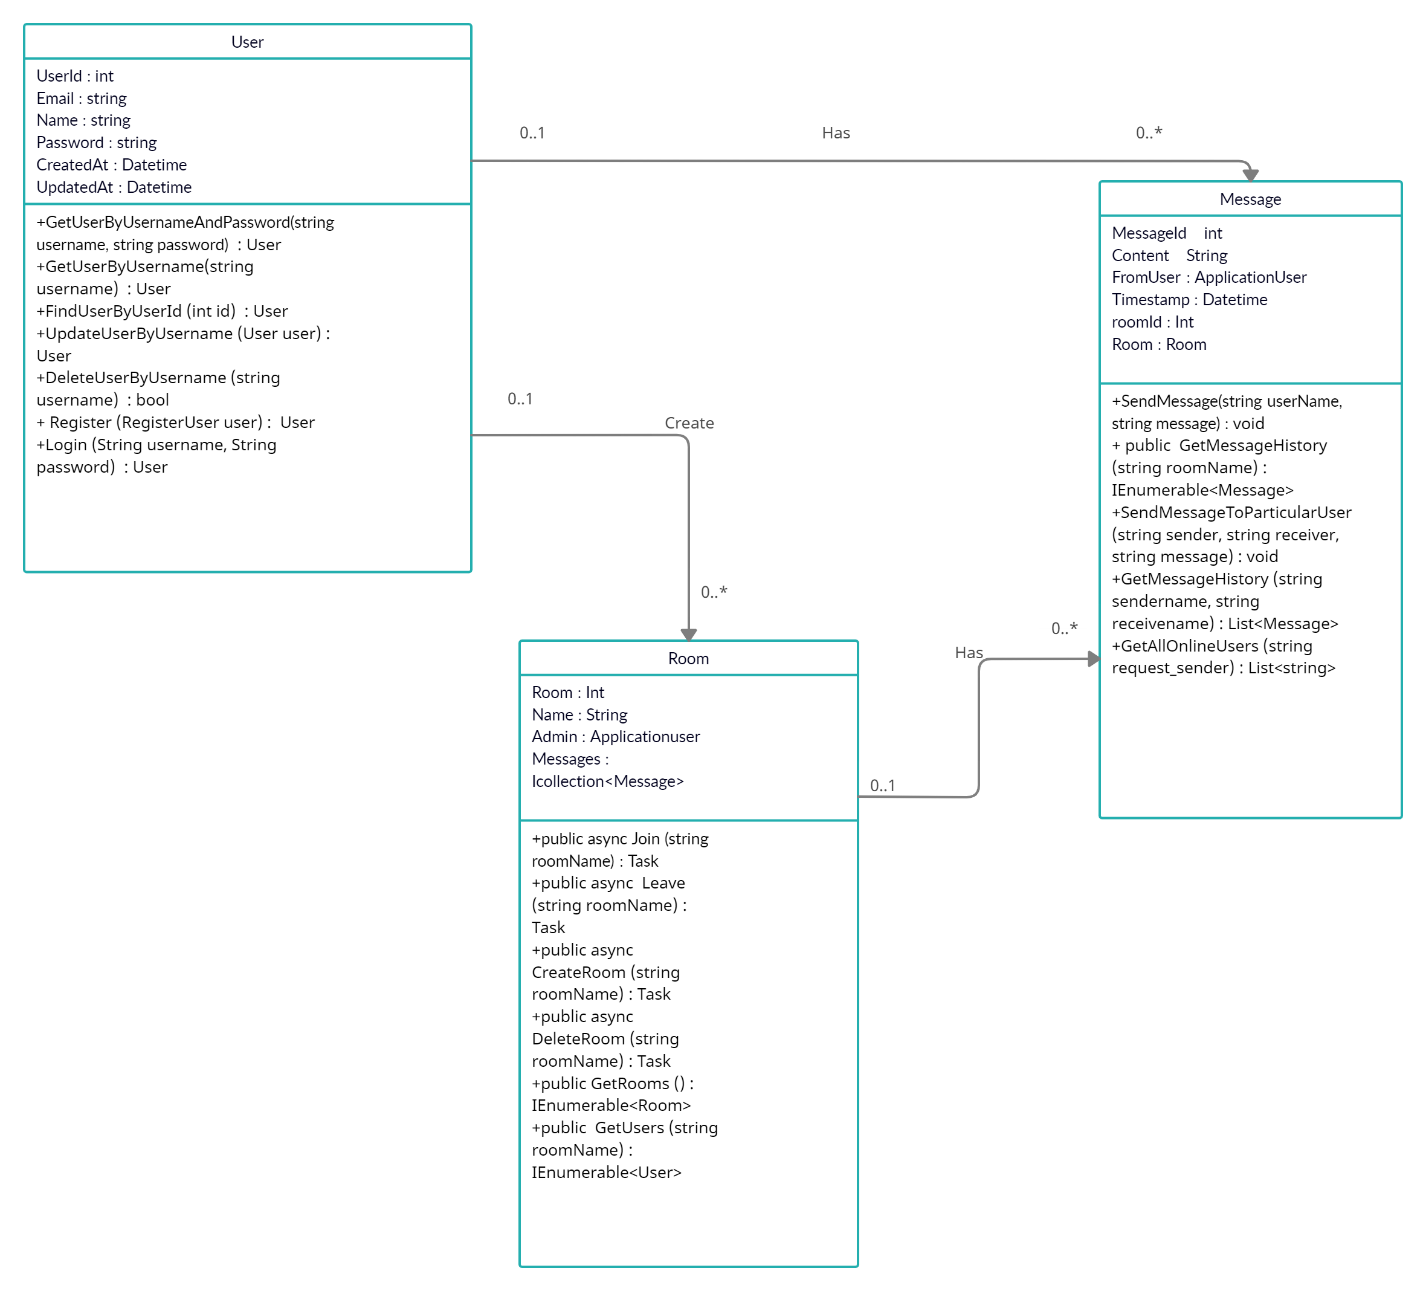 User
UserId : int
Email : string
Name : string
Password : string
CreatedAt : Datetime
UpdatedAt : Datetime
+GetUserByUsernameAndPassword(string
username, string password)  : User
+GetUserByUsername(string
username)  : User
+FindUserByUserId (int id)  : User
+UpdateUserByUsername (User user) :
User
+DeleteUserByUsername (string
username)  : bool
+ Register (RegisterUser user) :  User
+Login (String username, String
password)  : User
0..1
Has
0..*
Message
MessageId    int
Content    String
FromUser : ApplicationUser
Timestamp : Datetime
roomId : Int
Room : Room
+SendMessage(string userName,
string message) : void
+ public  GetMessageHistory
(string roomName) :
IEnumerable<Message>
+SendMessageToParticularUser
(string sender, string receiver,
string message) : void
+GetMessageHistory (string
sendername, string
receivename) : List<Message>
+GetAllOnlineUsers (string
request_sender) : List<string>
0..1
Create
0..*
Room
Room : Int
Name : String
Admin : Applicationuser
Messages :
Icollection<Message>
+public async Join (string
roomName) : Task
+public async  Leave
(string roomName) :
Task
+public async
CreateRoom (string
roomName) : Task
+public async
DeleteRoom (string
roomName) : Task
+public GetRooms () :
IEnumerable<Room>
+public  GetUsers (string
roomName) :
IEnumerable<User>
0..1
Has
0..*